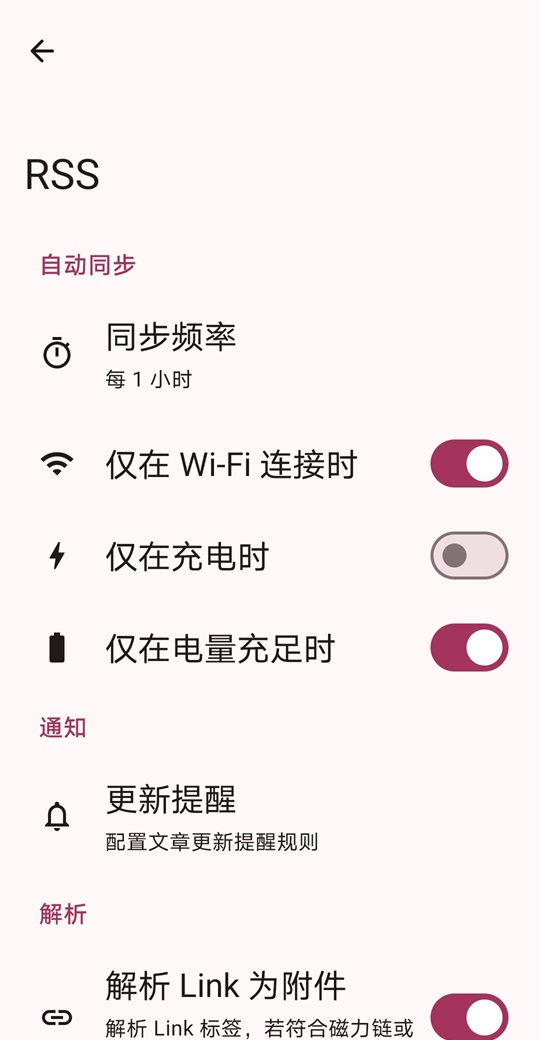 RSS
自动同步
同步频率
每 1 小时
仅在 Wi-Fi 连接时
仅在充电时
仅在电量充足时
通知
更新提醒
配置文章更新提醒规则
解析
解析 Link 为附件
解析 Link 标签，若符合磁力链或